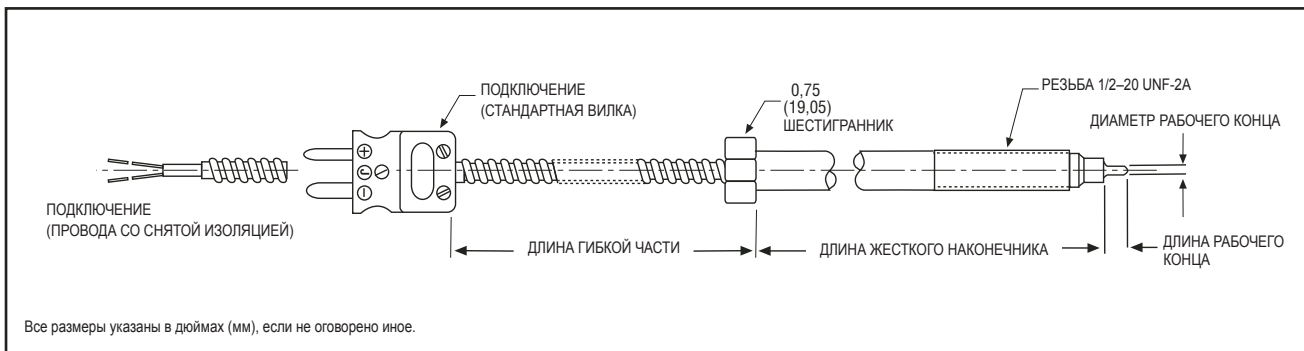 ПОДКЛЮЧЕНИЕ
(СТАНДАРТНАЯ ВИЛКА)
0,75
(19,05)
ШЕСТИГРАННИК
РЕЗЬБА 1/2–20 UNF-2A
ДИАМЕТР РАБОЧЕГО КОНЦА
+
J
–
ПОДКЛЮЧЕНИЕ
(ПРОВОДА СО СНЯТОЙ ИЗОЛЯЦИЕЙ)
ДЛИНА ГИБКОЙ ЧАСТИ
ДЛИНА ЖЕСТКОГО НАКОНЕЧНИКА
ДЛИНА РАБОЧЕГО
КОНЦА
Все размеры указаны в дюймах (мм), если не оговорено иное.